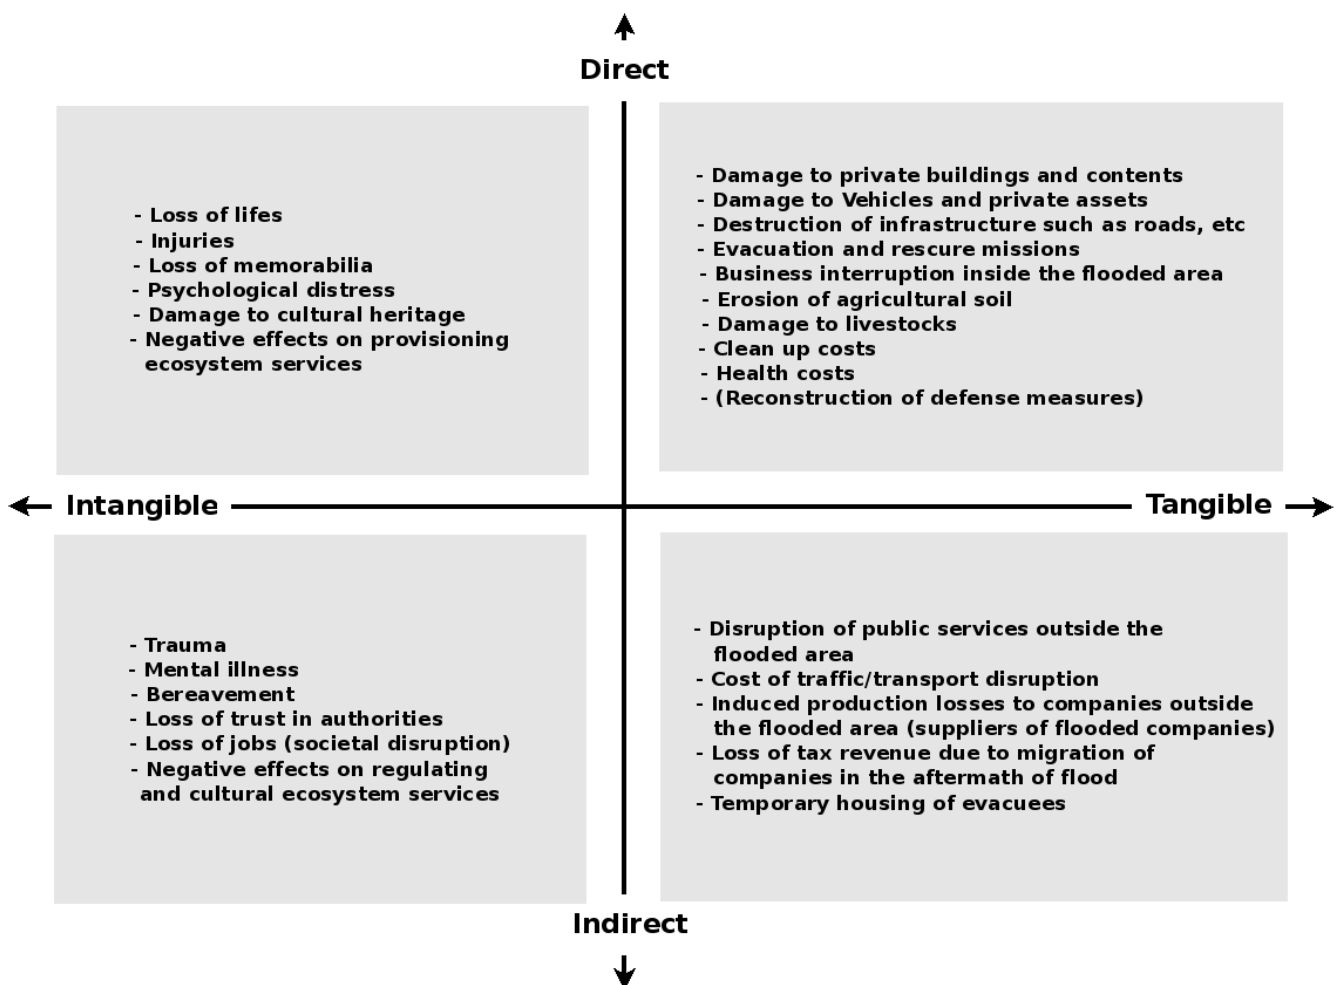 Direct
- Loss of lifes
- Injuries
- Loss of memorabilia
- Psychological distress
- Damage to cultural heritage
- Negative effects on provisioning
ecosystem services
- Damage to private buildings and contents
- Damage to Vehicles and private assets
- Destruction of infrastructure such as roads, etc
- Evacuation and rescure missions
- Business interruption inside the flooded area
- Erosion of agricultural soil
- Damage to livestocks
- Clean up costs
- Health costs
- (Reconstruction of defense measures)
Intangible
Tangible
- Trauma
- Mental illness
- Bereavement
- Loss of trust in authorities
- Loss of jobs (societal disruption)
- Negative effects on regulating
and cultural ecosystem services
- Disruption of public services outside the
flooded area
- Cost of traffic/transport disruption
- Induced production losses to companies outside
the flooded area (suppliers of flooded companies)
- Loss of tax revenue due to migration of
companies in the aftermath of flood
- Temporary housing of evacuees
Indirect